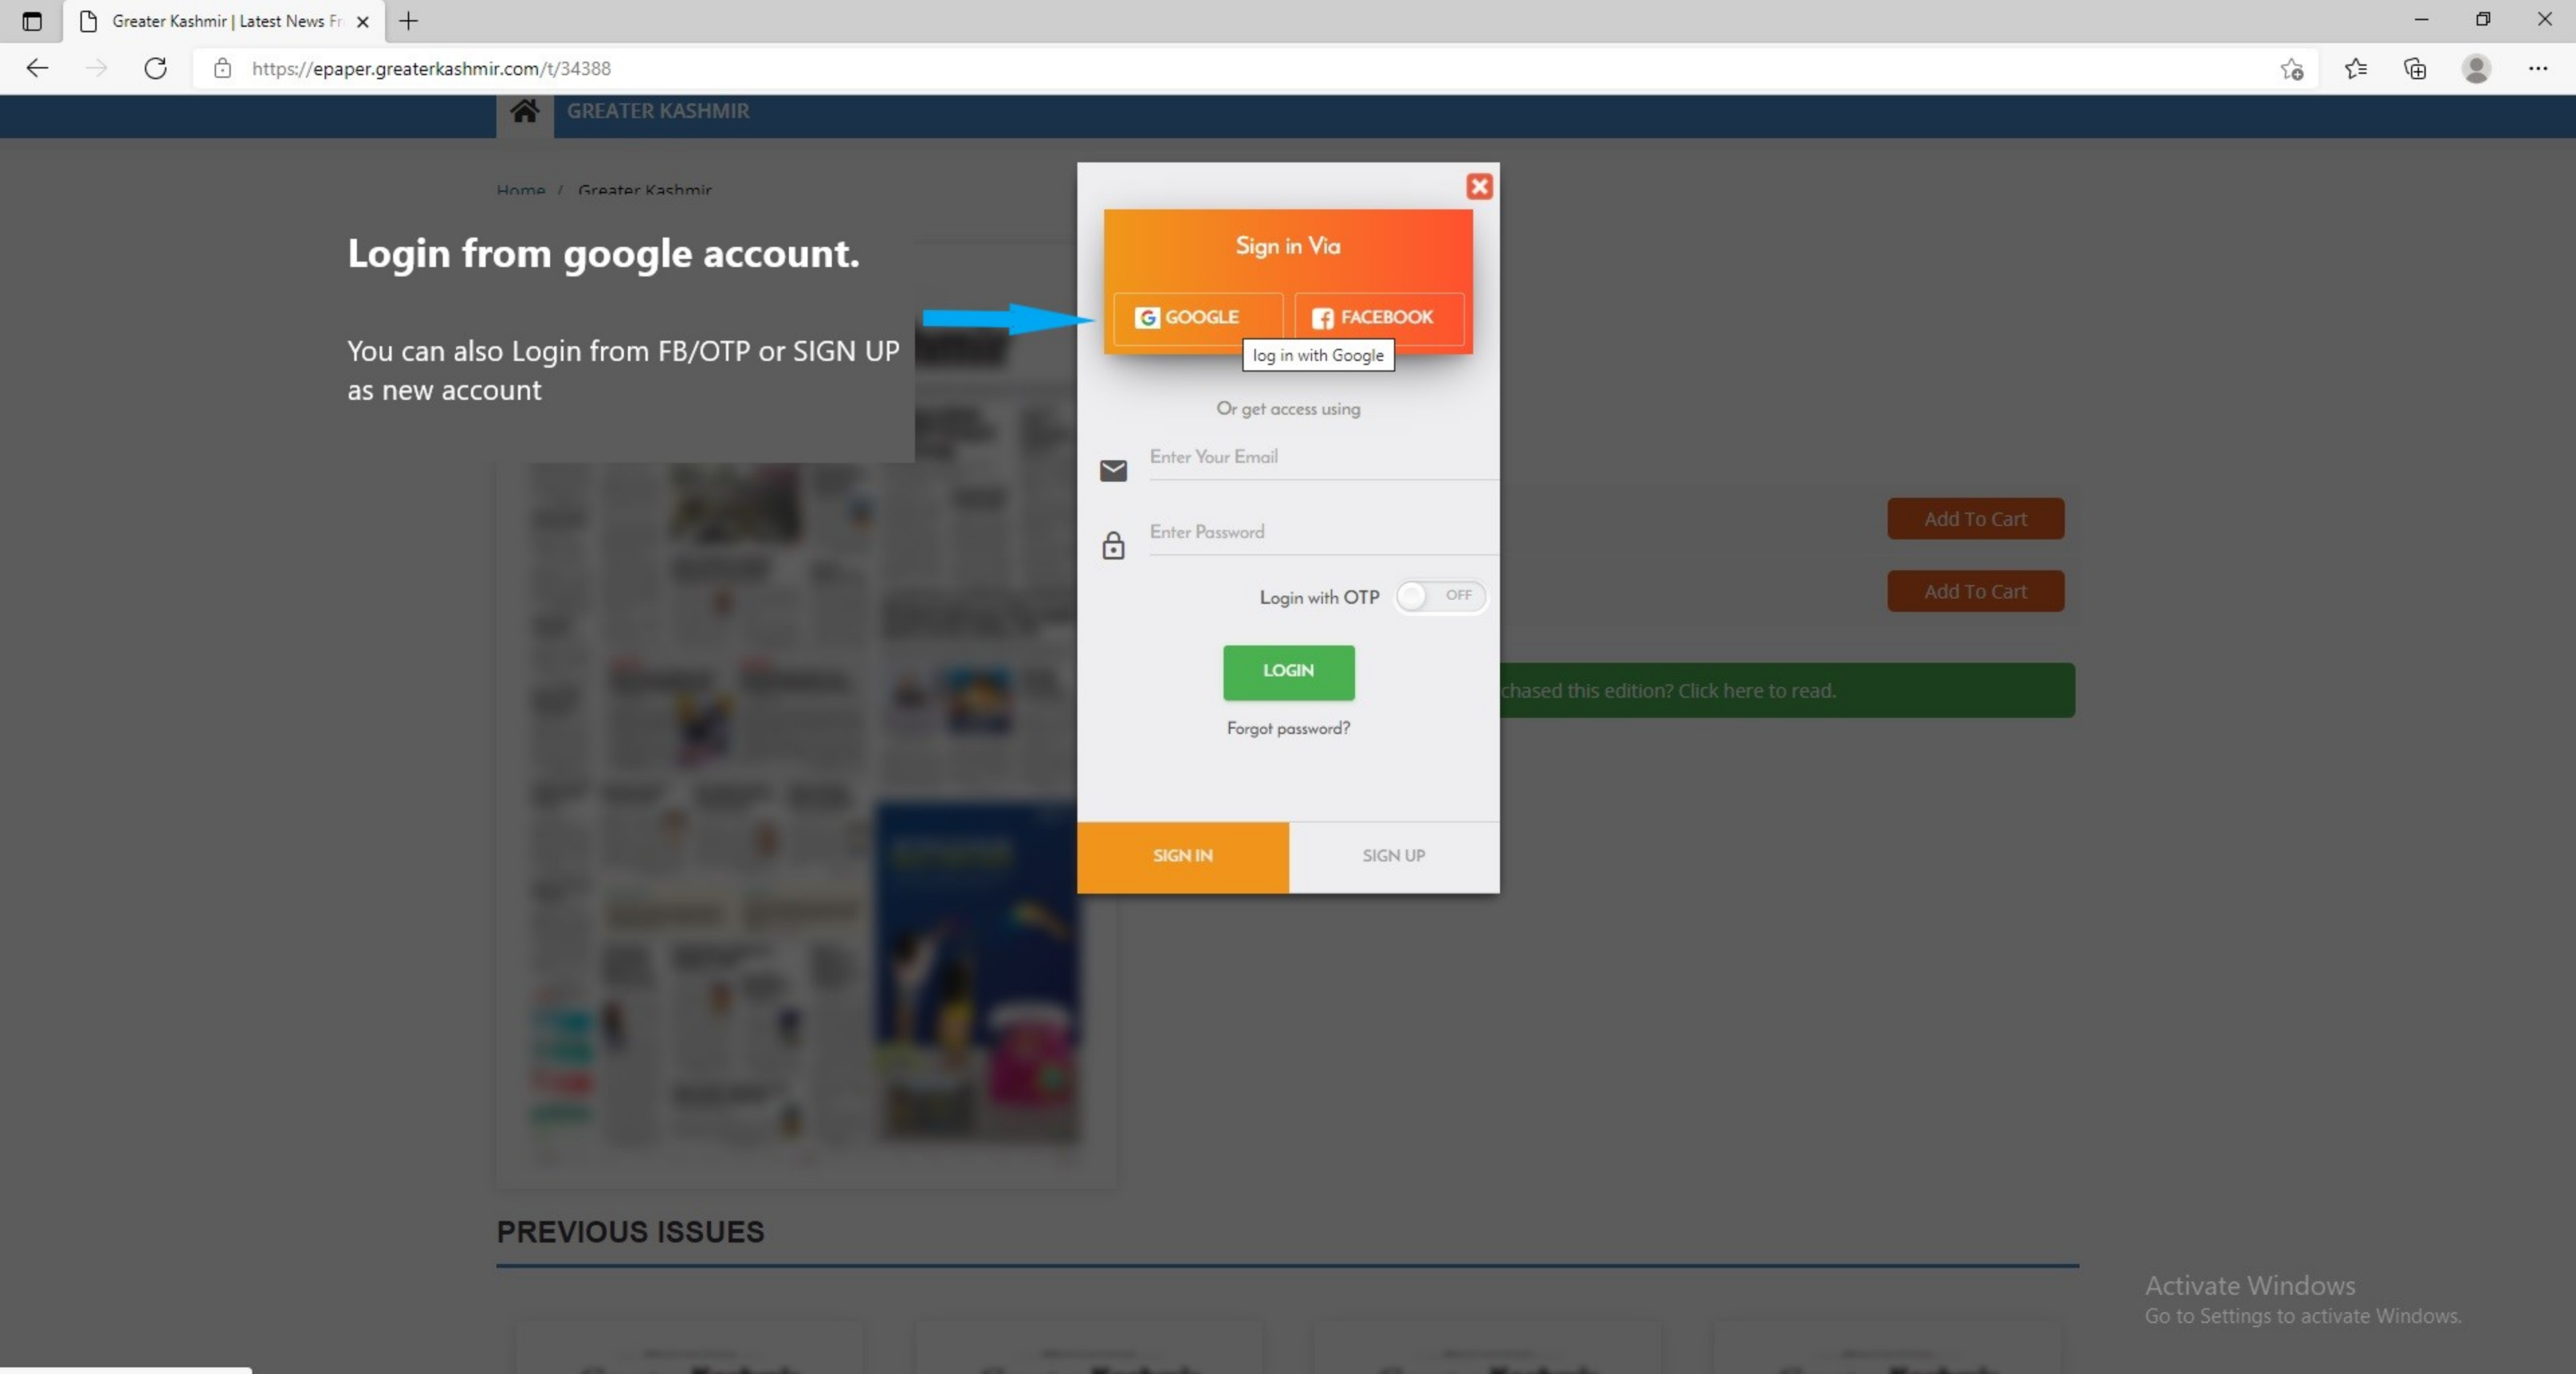 Greater Kashmir | Latest News Fr
https://epaper.greaterkashmir.com/t/34388
GREATER KASHMIR
Home / Greater Kashmir
Login from google account.
You can also Login from FB/OTP or SIGN UP
as new account
Sign in Via
GOOGLE
FACEBOOK
log in with Google
Or get access using
Enter Your Email
Enter Password
Login with OTP OFF
LOGIN
Forgot password?
SIGN IN
SIGN UP
Add To Cart
Add To Cart
chased this edition? Click here to read.
PREVIOUS ISSUES
Activate Windows
Go to Settings to activate Windows.